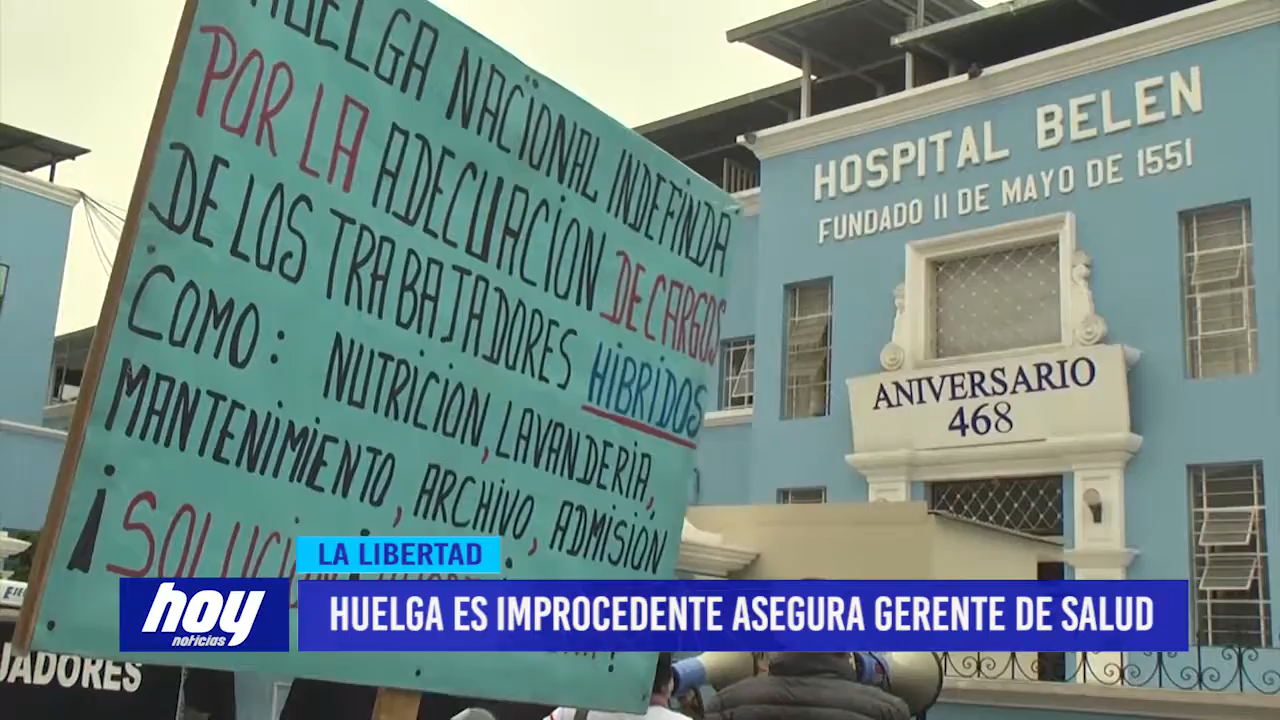 HUELGA NACIONAL INDEFINDA
POR LA ADECUACION DE CARGOS
DE LOS TRABAJADORES HIBRIDOS
COMO: NUTRICION, LAVANDERIA,
MANTENIMIENTO, ARCHIVO, ADMISIÓN
HOSPITAL BELEN
FUNDADO 11 DE MAYO DE 1551
ANIVERSARIO
468
LA LIBERTAD
hoy
noticias
HUELGA ES IMPROCEDENTE ASEGURA GERENTE DE SALUD
JADORES